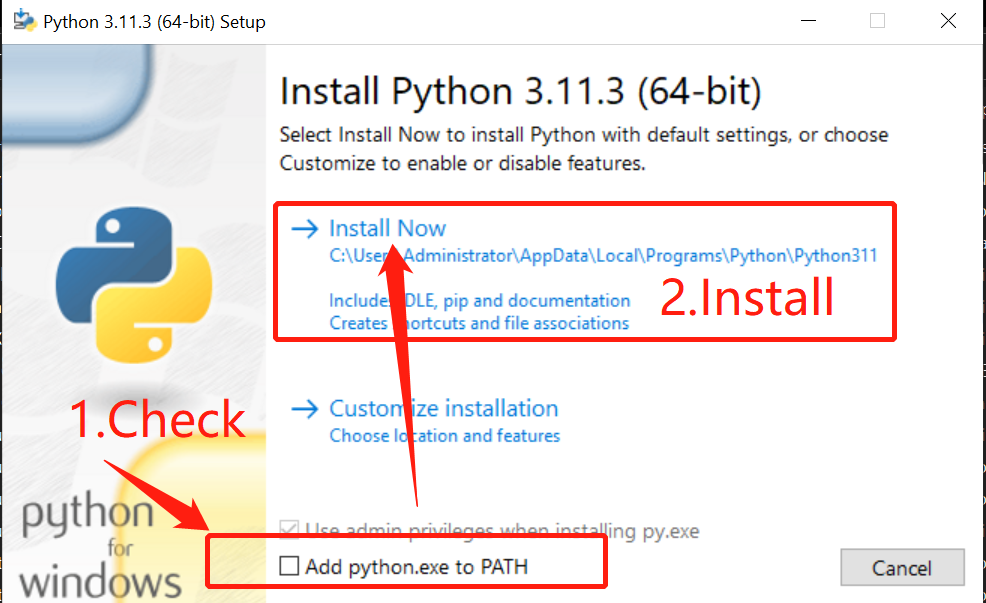 Python 3.11.3 (64-bit) Setup
Install Python 3.11.3 (64-bit)
Select Install Now to install Python with default settings, or choose
Customize to enable or disable features.
Install Now
C:\Users\Administrator\AppData\Local\Programs\Python\Python311
Includes IDLE, pip and documentation
Creates shortcuts and file associations
2.Install
Customize installation
Choose location and features
1.Check
python
for
windows
Use admin privileges when installing py.exe
Add python.exe to PATH
Cancel